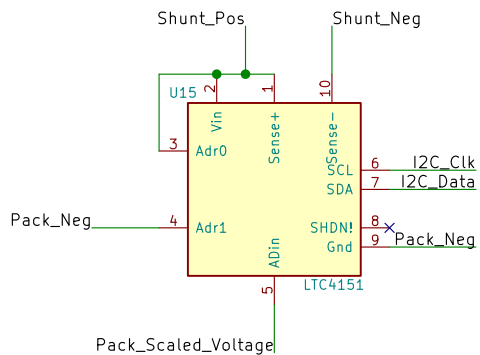 Shunt_Pos
Shunt_Neg
U15
2
1
10
Vin
Sense+
Sense-
3
Adr0
SCL
6
I2C_Clk
SDA
7
I2C_Data
Pack_Neg
4
Adr1
SHDN!
8
Gnd
9
Pack_Neg
ADin
LTC4151
5
Pack_Scaled_Voltage